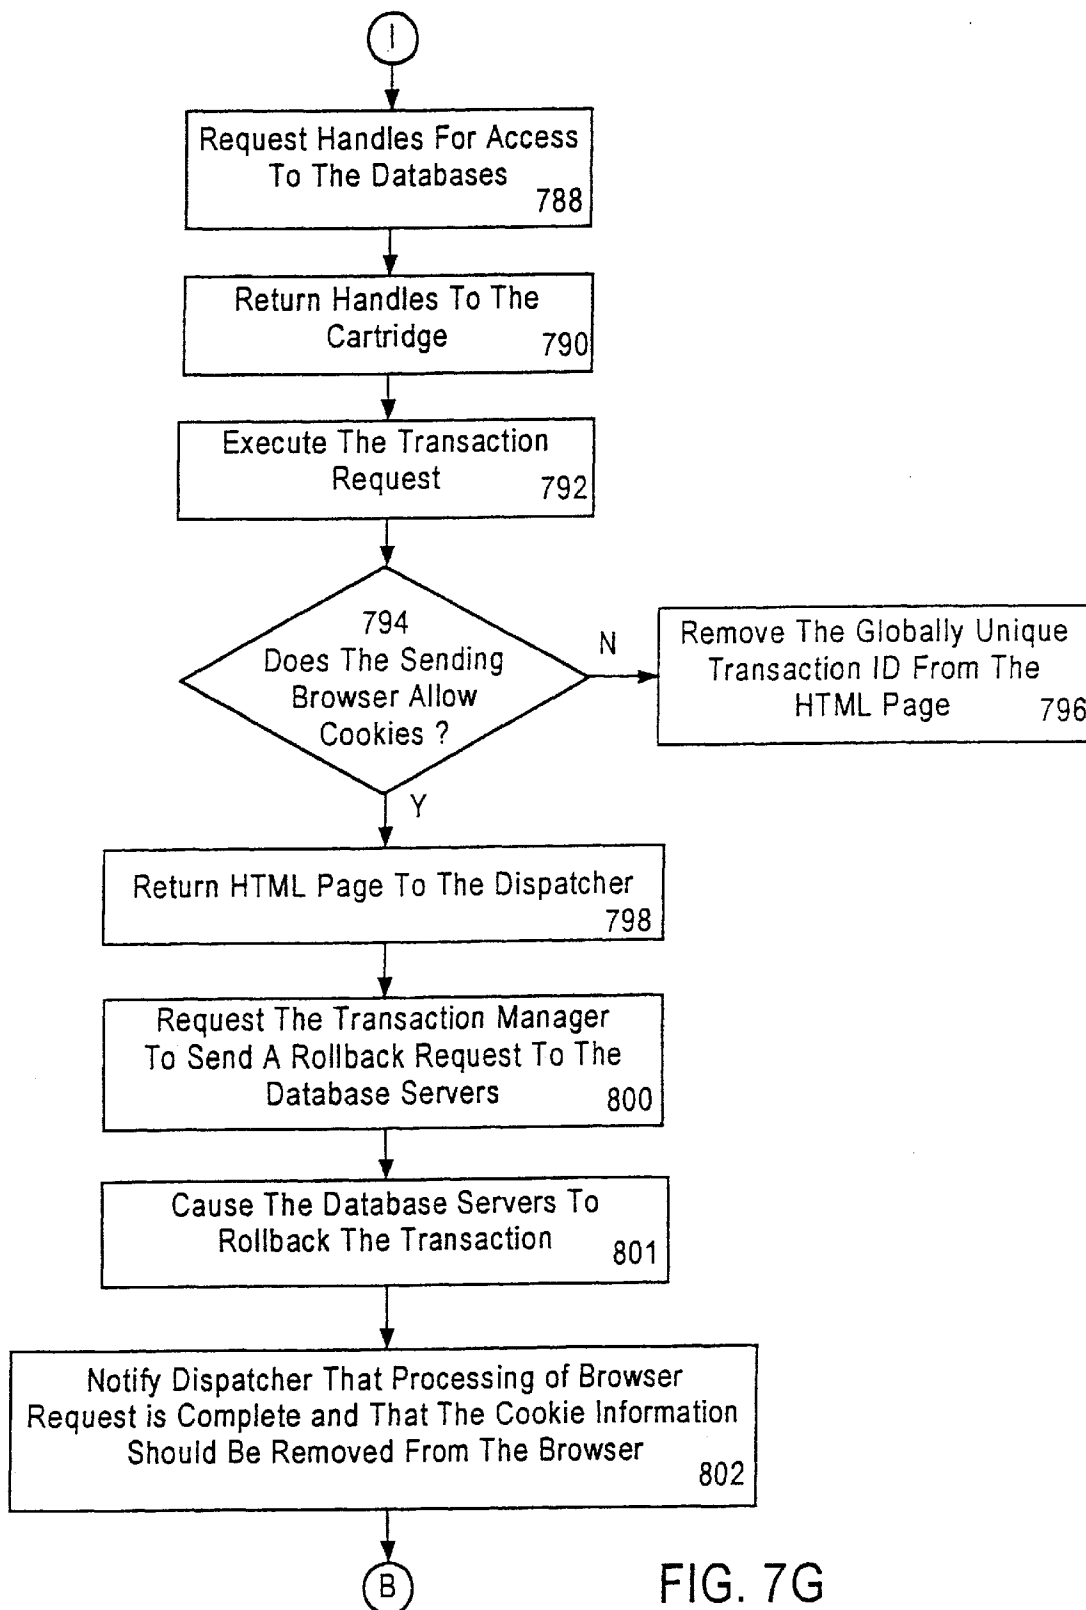 I
Request Handles For Access
To The Databases
788
Return Handles To The
Cartridge
790
Execute The Transaction
Request
792
794
Does The Sending
Browser Allow
Cookies ?
N
Remove The Globally Unique
Transaction ID From The
HTML Page
796
Y
Return HTML Page To The Dispatcher
798
Request The Transaction Manager
To Send A Rollback Request To The
Database Servers
800
Cause The Database Servers To
Rollback The Transaction
801
Notify Dispatcher That Processing of Browser
Request is Complete and That The Cookie Information
Should Be Removed From The Browser
802
B
FIG. 7G